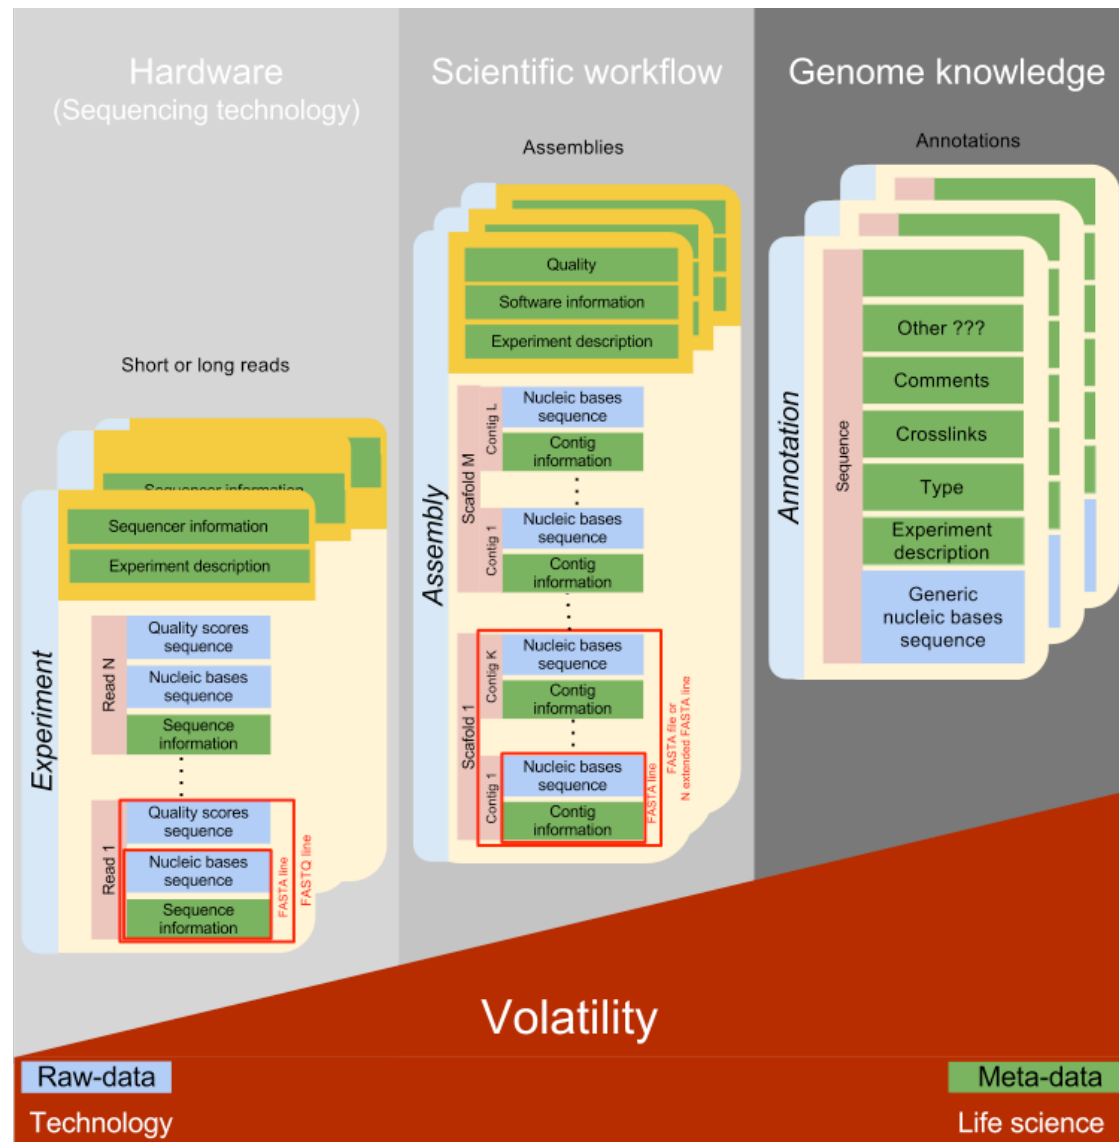 Hardware
(Sequencing technology)
Scientific workflow
Genome knowledge
Short or long reads
Assemblies
Annotations
Sequencer information
Experiment
Sequencer information
Experiment description
Read N
Quality scores
sequence
Nucleic bases
sequence
Sequence
information
Read 1
Quality scores
sequence
Nucleic bases
sequence
Sequence
information
FASTA line
FASTQ line
Assembly
Quality
Software information
Experiment description
Scafold M
Contig L
Nucleic bases
sequence
Contig
information
Contig 1
Nucleic bases
sequence
Contig
information
Scafold 1
Contig K
Nucleic bases
sequence
Contig
information
Contig 1
Nucleic bases
sequence
Contig
information
FASTA line
FASTA file or
N extended FASTA line
Annotation
Sequence
Other ???
Comments
Crosslinks
Type
Experiment
description
Generic
nucleic bases
sequence
Volatility
Raw-data
Meta-data
Technology
Life science